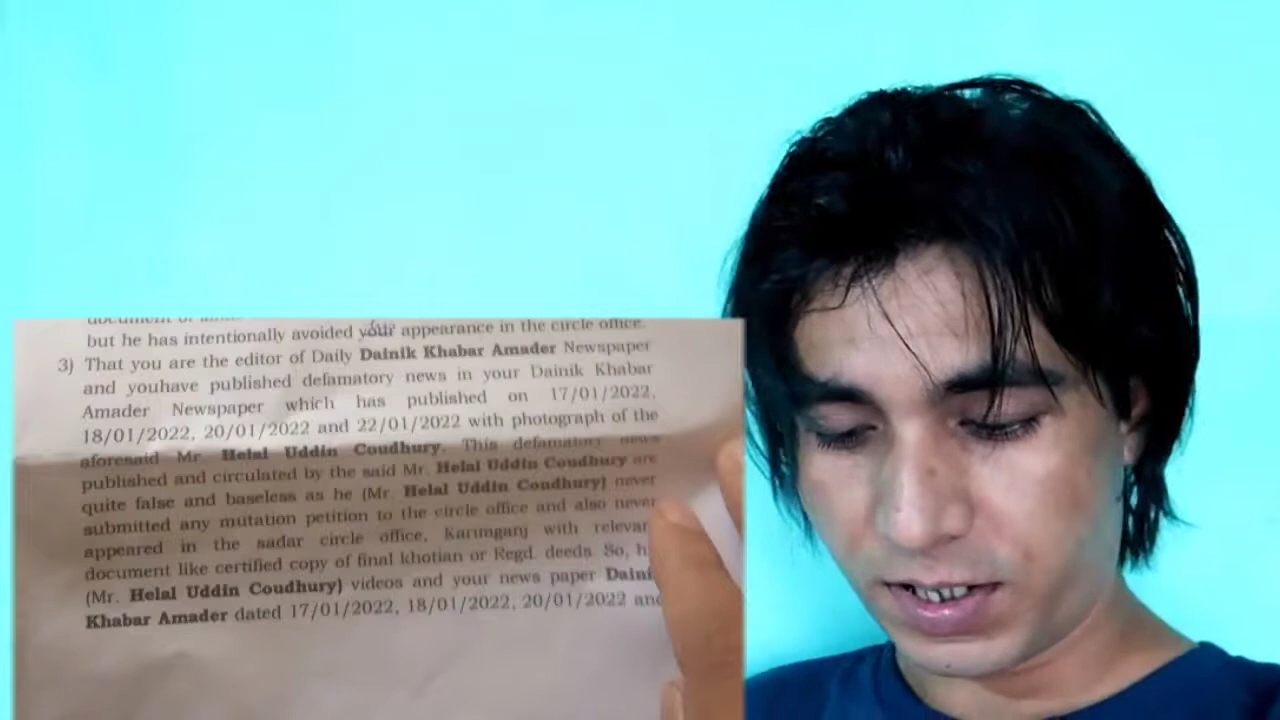 but he has intentionally avoided your appearance in the circle office.
3) That you are the editor of Daily Dainik Khabar Amader Newspaper
and youhave published defamatory news in your Dainik Khabar
Amader Newspaper which has published on 17/01/2022,
18/01/2022, 20/01/2022 and 22/01/2022 with photograph of the
aforesaid Mr. Helal Uddin Coudhury. This defamatory news
published and circulated by the said Mr. Helal Uddin Coudhury are
quite false and baseless as he (Mr. Helal Uddin Coudhury) never
submitted any mutation petition to the circle office and also never
appeared in the sadar circle office, Karimganj with relevan
document like certified copy of final khotian or Regd. deeds. So, h
(Mr. Helal Uddin Coudhury) videos and your news paper Daini
Khabar Amader dated 17/01/2022, 18/01/2022, 20/01/2022 and